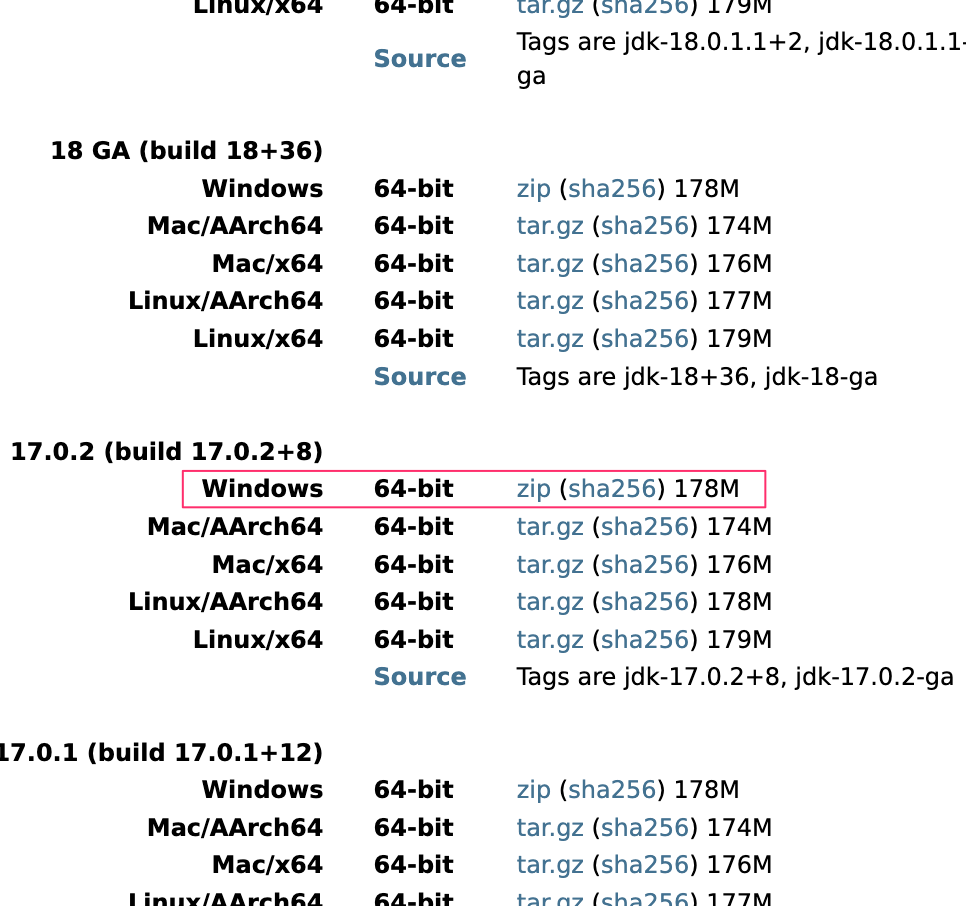 Linux/x64 64-bit tar.gz (sha256) 179M
Source Tags are jdk-18.0.1.1+2, jdk-18.0.1.1-
ga
18 GA (build 18+36)
Windows 64-bit zip (sha256) 178M
Mac/AArch64 64-bit tar.gz (sha256) 174M
Mac/x64 64-bit tar.gz (sha256) 176M
Linux/AArch64 64-bit tar.gz (sha256) 177M
Linux/x64 64-bit tar.gz (sha256) 179M
Source Tags are jdk-18+36, jdk-18-ga
17.0.2 (build 17.0.2+8)
Windows 64-bit zip (sha256) 178M
Mac/AArch64 64-bit tar.gz (sha256) 174M
Mac/x64 64-bit tar.gz (sha256) 176M
Linux/AArch64 64-bit tar.gz (sha256) 178M
Linux/x64 64-bit tar.gz (sha256) 179M
Source Tags are jdk-17.0.2+8, jdk-17.0.2-ga
17.0.1 (build 17.0.1+12)
Windows 64-bit zip (sha256) 178M
Mac/AArch64 64-bit tar.gz (sha256) 174M
Mac/x64 64-bit tar.gz (sha256) 176M
Linux/AArch64 64-bit tar.gz (sha256) 177M